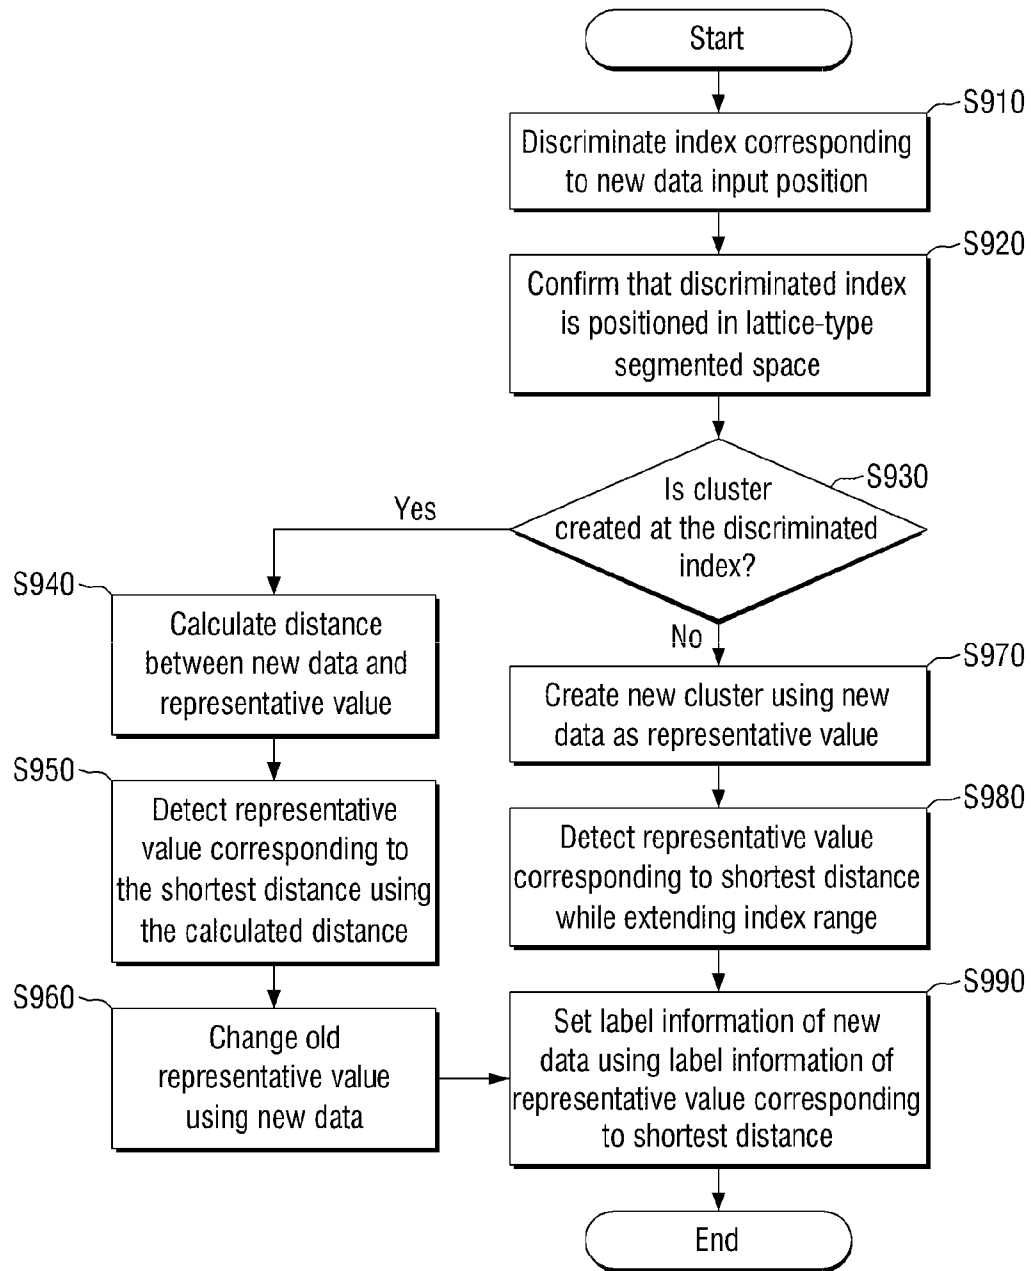 Start
S910
Discriminate index corresponding
to new data input position
S920
Confirm that discriminated index
is positioned in lattice-type
segmented space
S930
Is cluster
created at the discriminated
index?
Yes
No
S940
Calculate distance
between new data and
representative value
S950
Detect representative
value corresponding to
the shortest distance using
the calculated distance
S960
Change old
representative value
using new data
S970
Create new cluster using new
data as representative value
S980
Detect representative value
corresponding to shortest distance
while extending index range
S990
Set label information of new
data using label information of
representative value corresponding
to shortest distance
End